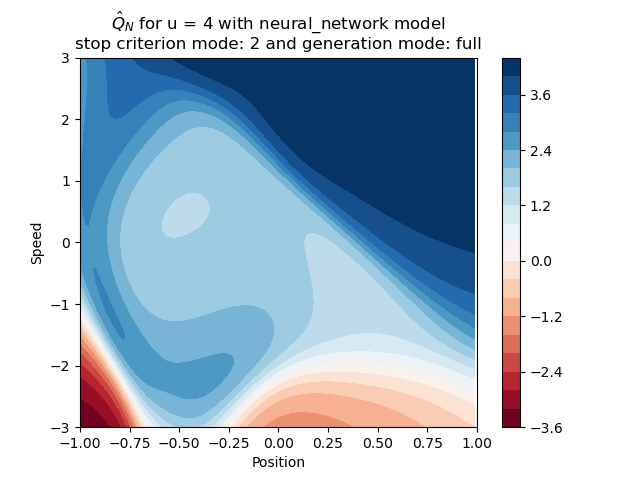 Q̂_N for u = 4 with neural_network model
stop criterion mode: 2 and generation mode: full
3
2
1
0
−1
−2
−3
Speed
−1.00 −0.75 −0.50 −0.25 0.00 0.25 0.50 0.75 1.00
Position
3.6
2.4
1.2
0.0
−1.2
−2.4
−3.6